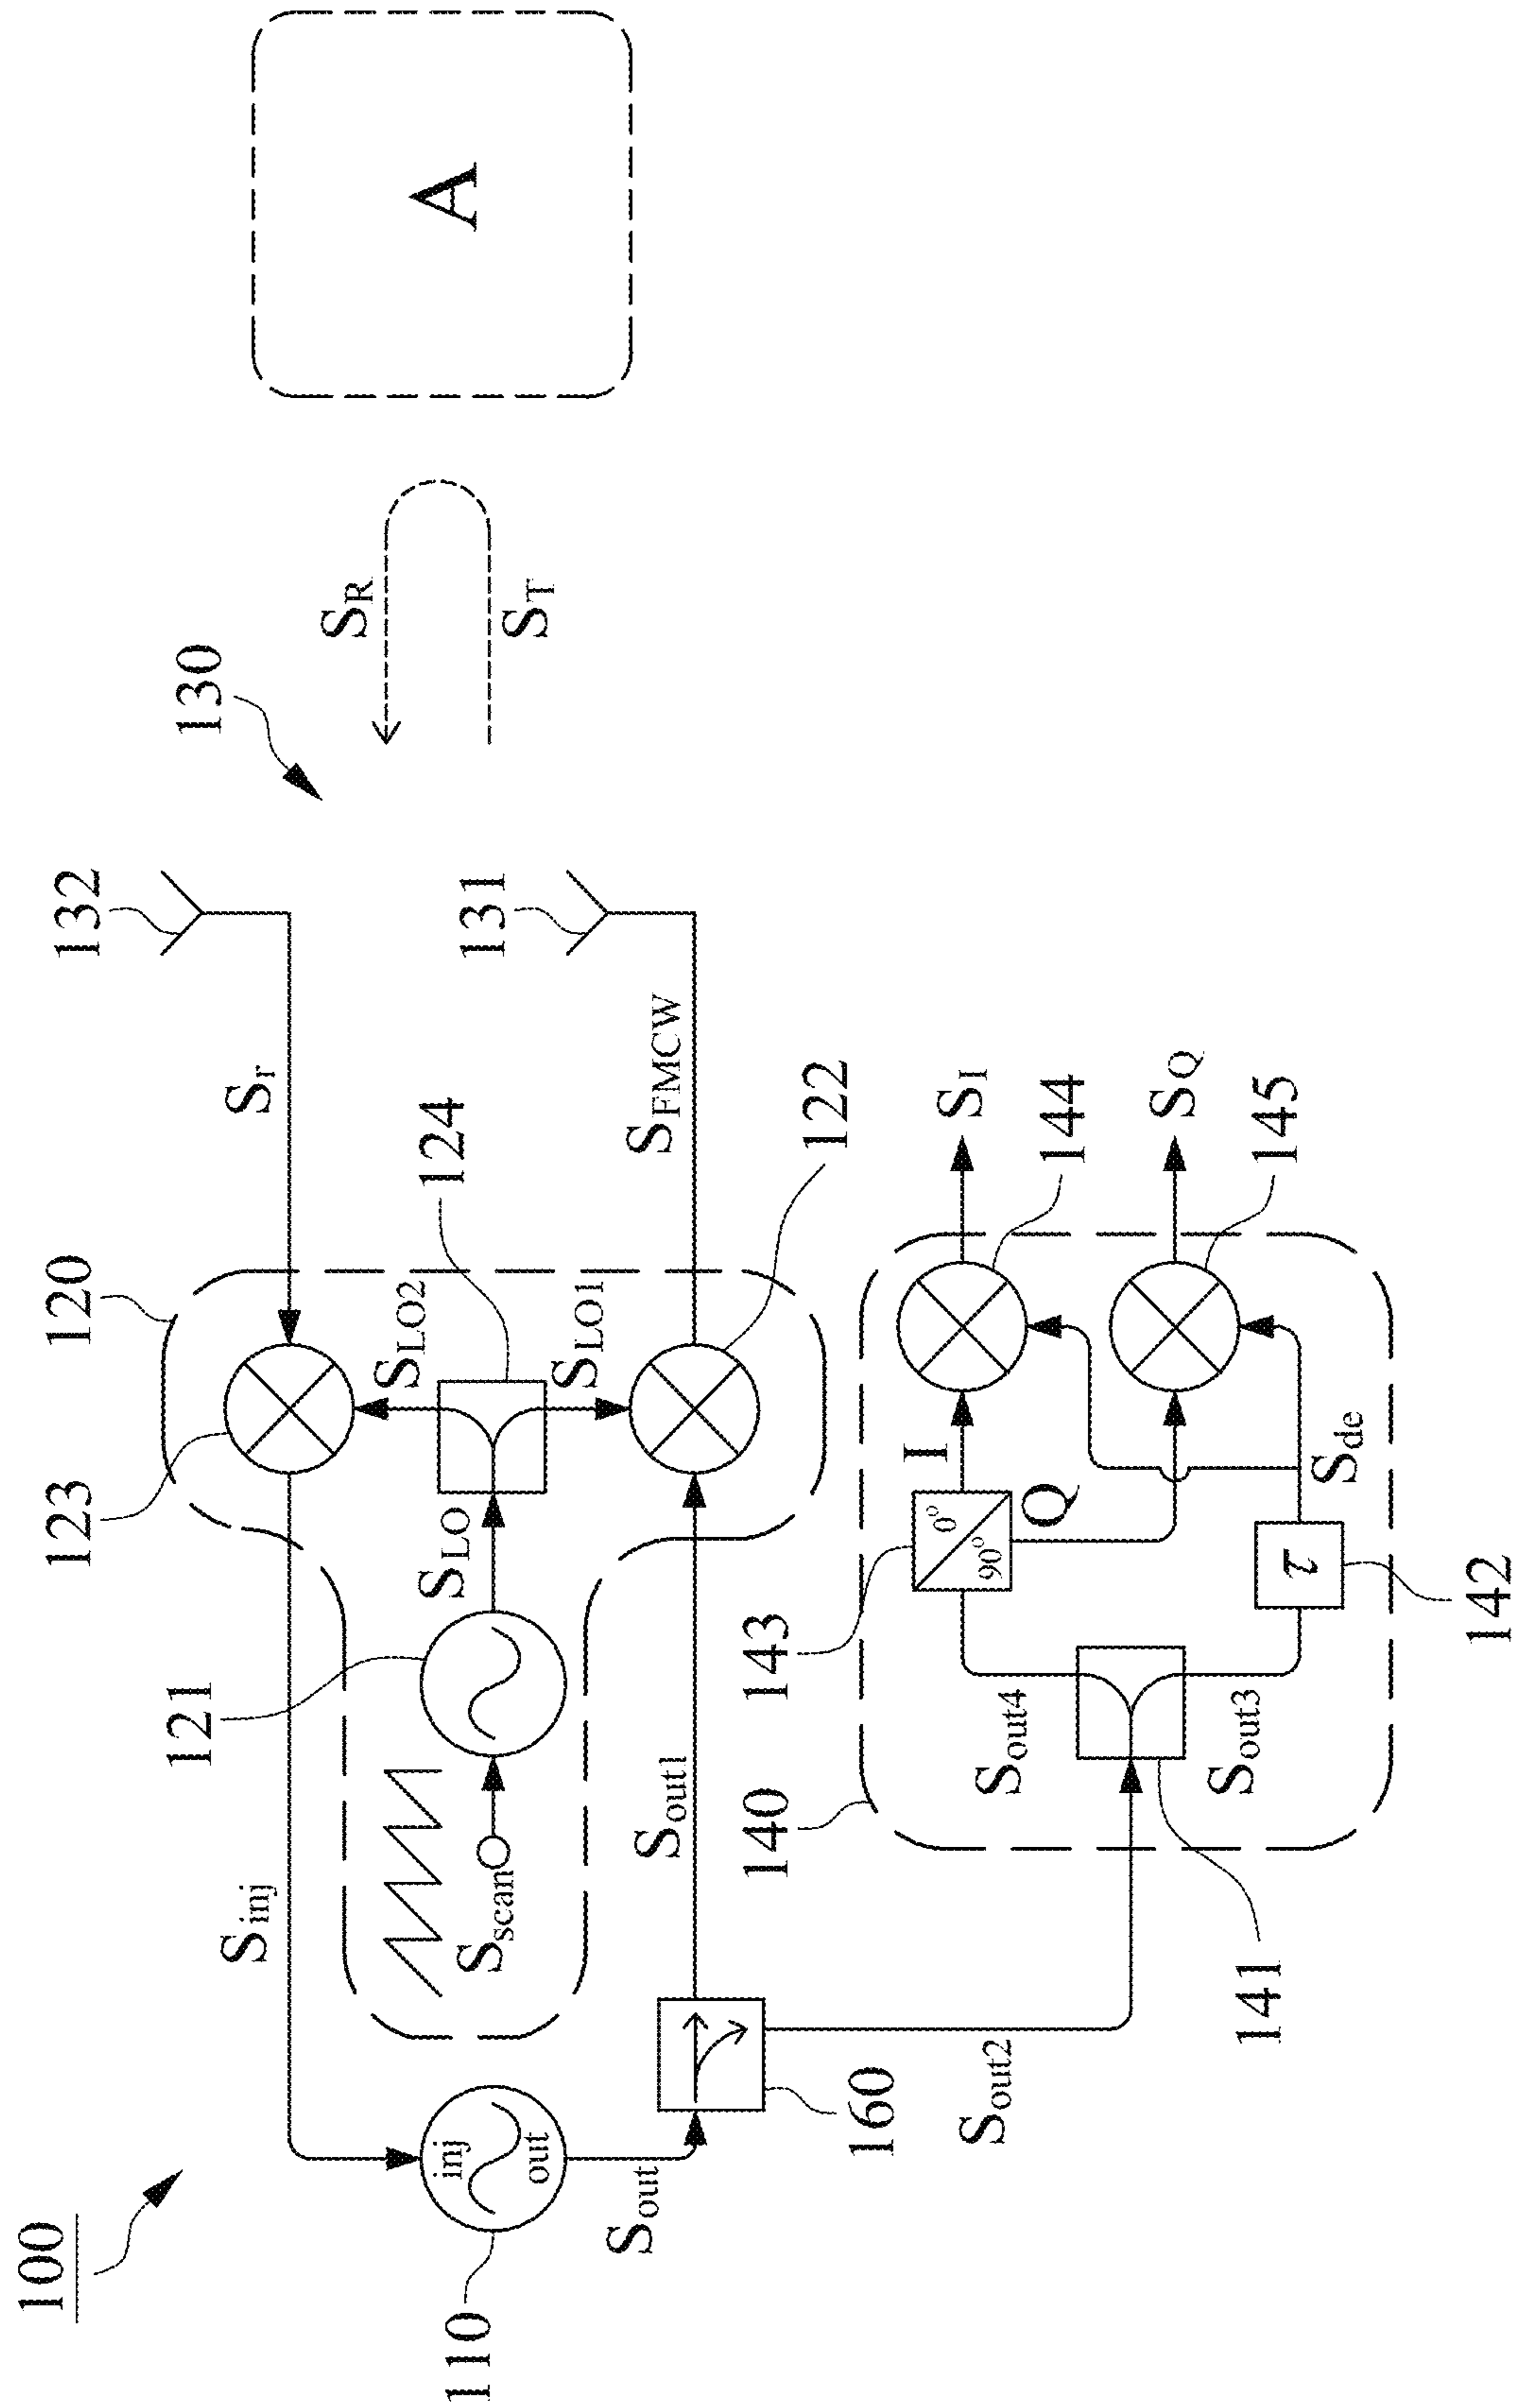 100
110
inj
out
S_out
S_inj
160
S_out1
S_out2
S_scan
121
S_LO
123
120
S_LO2
S_LO1
124
122
S_r
S_FMCW
132
131
130
S_R
S_T
A
140
141
S_out4
S_out3
143
0°
90°
I
Q
τ
142
S_de
144
145
S_I
S_Q